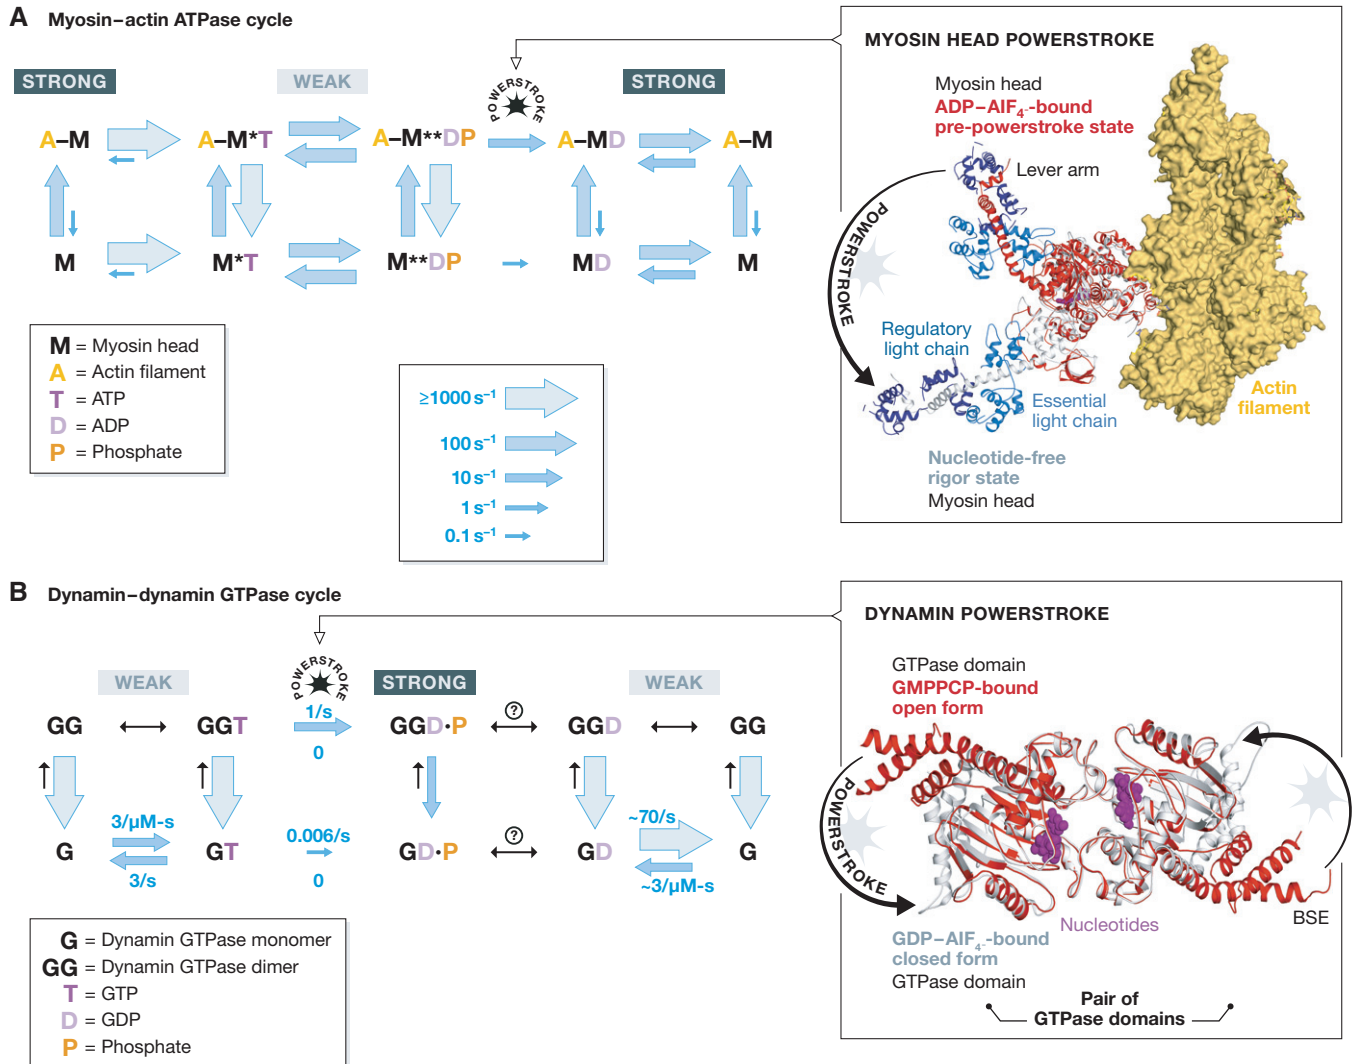 A Myosin–actin ATPase cycle
STRONG WEAK STRONG
POWERSTROKE
A–M A–M*T A–M**DP A–MD A–M
M M*T M**DP MD M
M = Myosin head
A = Actin filament
T = ATP
D = ADP
P = Phosphate
≥1000 s⁻¹
100 s⁻¹
10 s⁻¹
1 s⁻¹
0.1 s⁻¹
MYOSIN HEAD POWERSTROKE
Myosin head
ADP–AlF₄₋-bound
pre-powerstroke state
Lever arm
POWERSTROKE
Regulatory
light chain
Essential
light chain
Actin
filament
Nucleotide-free
rigor state
Myosin head
B Dynamin–dynamin GTPase cycle
WEAK STRONG WEAK
POWERSTROKE
1/s
GG GGT GGD·P ? GGD GG
0
3/µM-s 0.006/s ~70/s
G GT GD·P ? GD G
3/s 0 ~3/µM-s
G = Dynamin GTPase monomer
GG = Dynamin GTPase dimer
T = GTP
D = GDP
P = Phosphate
DYNAMIN POWERSTROKE
GTPase domain
GMPPCP-bound
open form
POWERSTROKE
Nucleotides
BSE
GDP–AlF₄₋-bound
closed form
GTPase domain
Pair of
GTPase domains